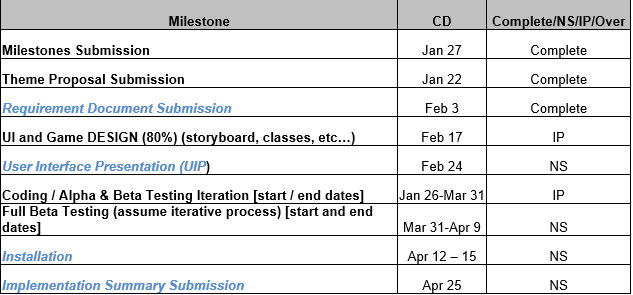 Milestone CD Complete/NS/IP/Over
Milestones Submission Jan 27 Complete
Theme Proposal Submission Jan 22 Complete
Requirement Document Submission Feb 3 Complete
UI and Game DESIGN (80%) (storyboard, classes, etc…) Feb 17 IP
User Interface Presentation (UIP) Feb 24 NS
Coding / Alpha & Beta Testing Iteration [start / end dates] Jan 26-Mar 31 IP
Full Beta Testing (assume iterative process) [start and end
dates] Mar 31-Apr 9 NS
Installation Apr 12 – 15 NS
Implementation Summary Submission Apr 25 NS